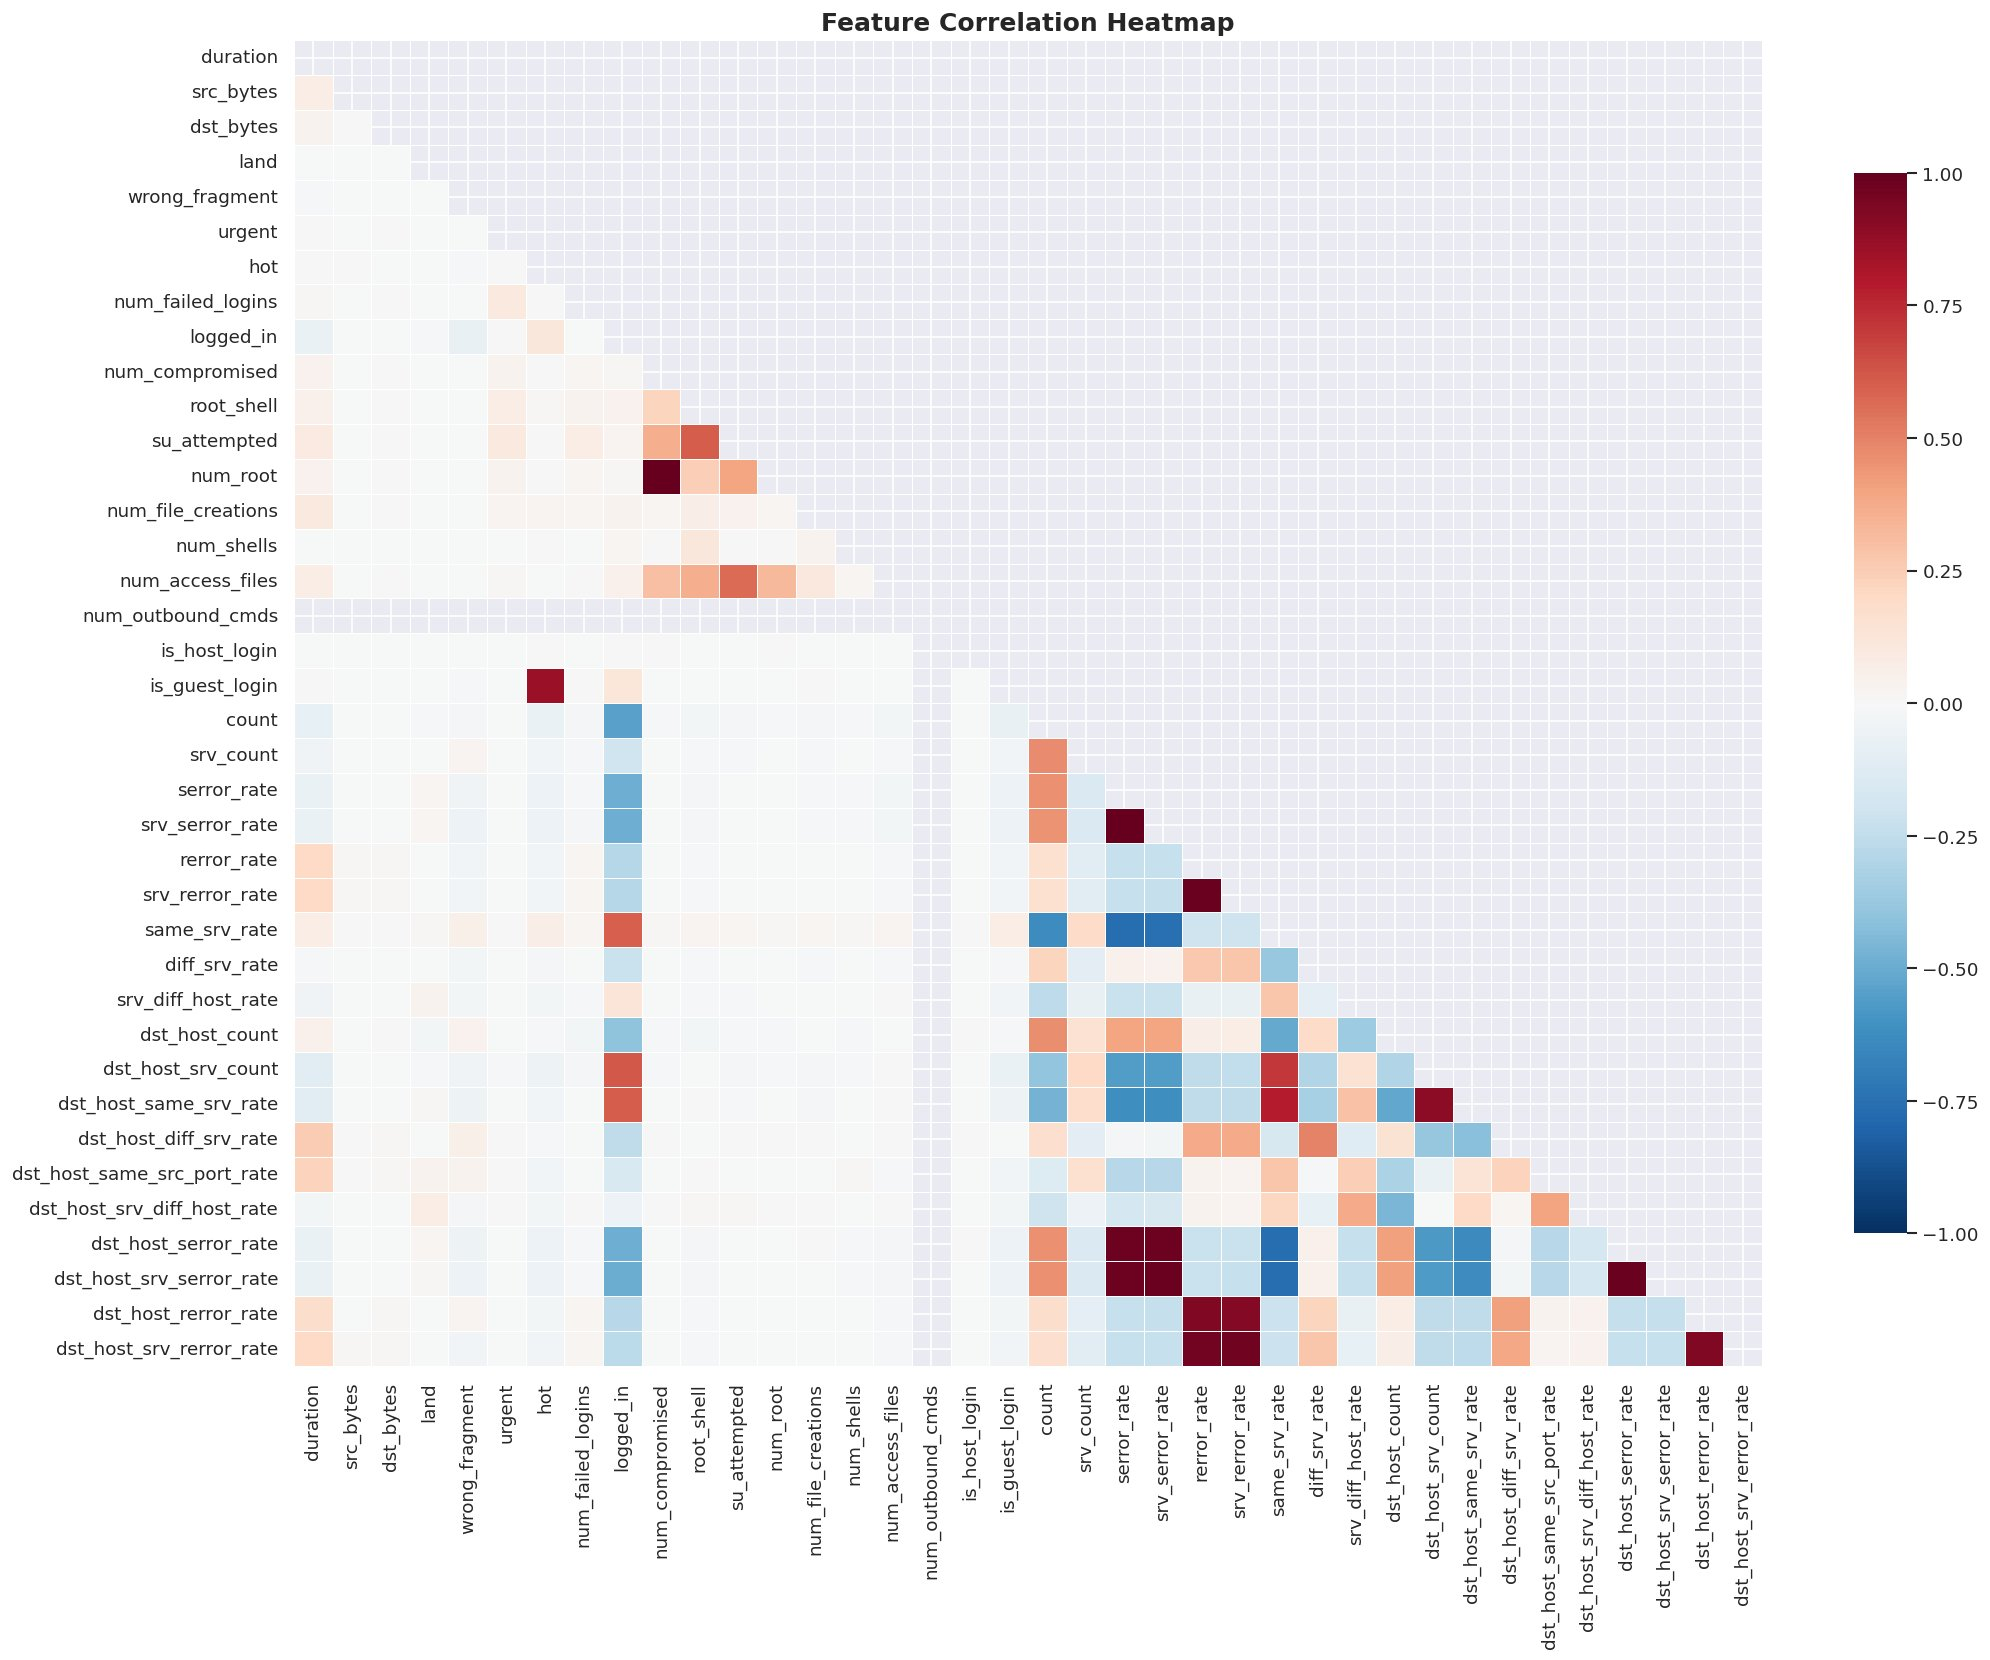 Feature Correlation Heatmap
duration
src_bytes
dst_bytes
land
wrong_fragment
urgent
hot
num_failed_logins
logged_in
num_compromised
root_shell
su_attempted
num_root
num_file_creations
num_shells
num_access_files
num_outbound_cmds
is_host_login
is_guest_login
count
srv_count
serror_rate
srv_serror_rate
rerror_rate
srv_rerror_rate
same_srv_rate
diff_srv_rate
srv_diff_host_rate
dst_host_count
dst_host_srv_count
dst_host_same_srv_rate
dst_host_diff_srv_rate
dst_host_same_src_port_rate
dst_host_srv_diff_host_rate
dst_host_serror_rate
dst_host_srv_serror_rate
dst_host_rerror_rate
dst_host_srv_rerror_rate
duration
src_bytes
dst_bytes
land
wrong_fragment
urgent
hot
num_failed_logins
logged_in
num_compromised
root_shell
su_attempted
num_root
num_file_creations
num_shells
num_access_files
num_outbound_cmds
is_host_login
is_guest_login
count
srv_count
serror_rate
srv_serror_rate
rerror_rate
srv_rerror_rate
same_srv_rate
diff_srv_rate
srv_diff_host_rate
dst_host_count
dst_host_srv_count
dst_host_same_srv_rate
dst_host_diff_srv_rate
dst_host_same_src_port_rate
dst_host_srv_diff_host_rate
dst_host_serror_rate
dst_host_srv_serror_rate
dst_host_rerror_rate
dst_host_srv_rerror_rate
1.00
0.75
0.50
0.25
0.00
−0.25
−0.50
−0.75
−1.00